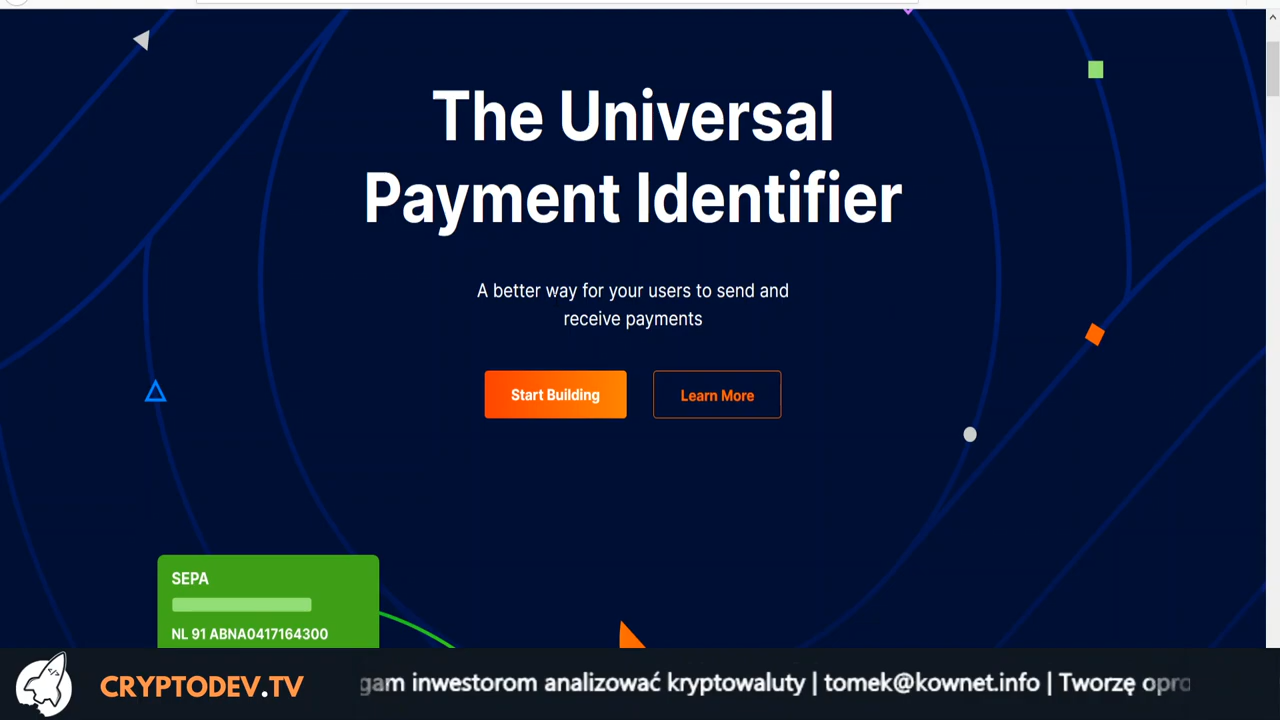 The Universal
Payment Identifier
A better way for your users to send and
receive payments
Start Building
Learn More
SEPA
NL 91 ABNA0417164300
CRYPTODEV.TV
inwestorom analizować kryptowaluty | tomek@kownet.info | Tworzę